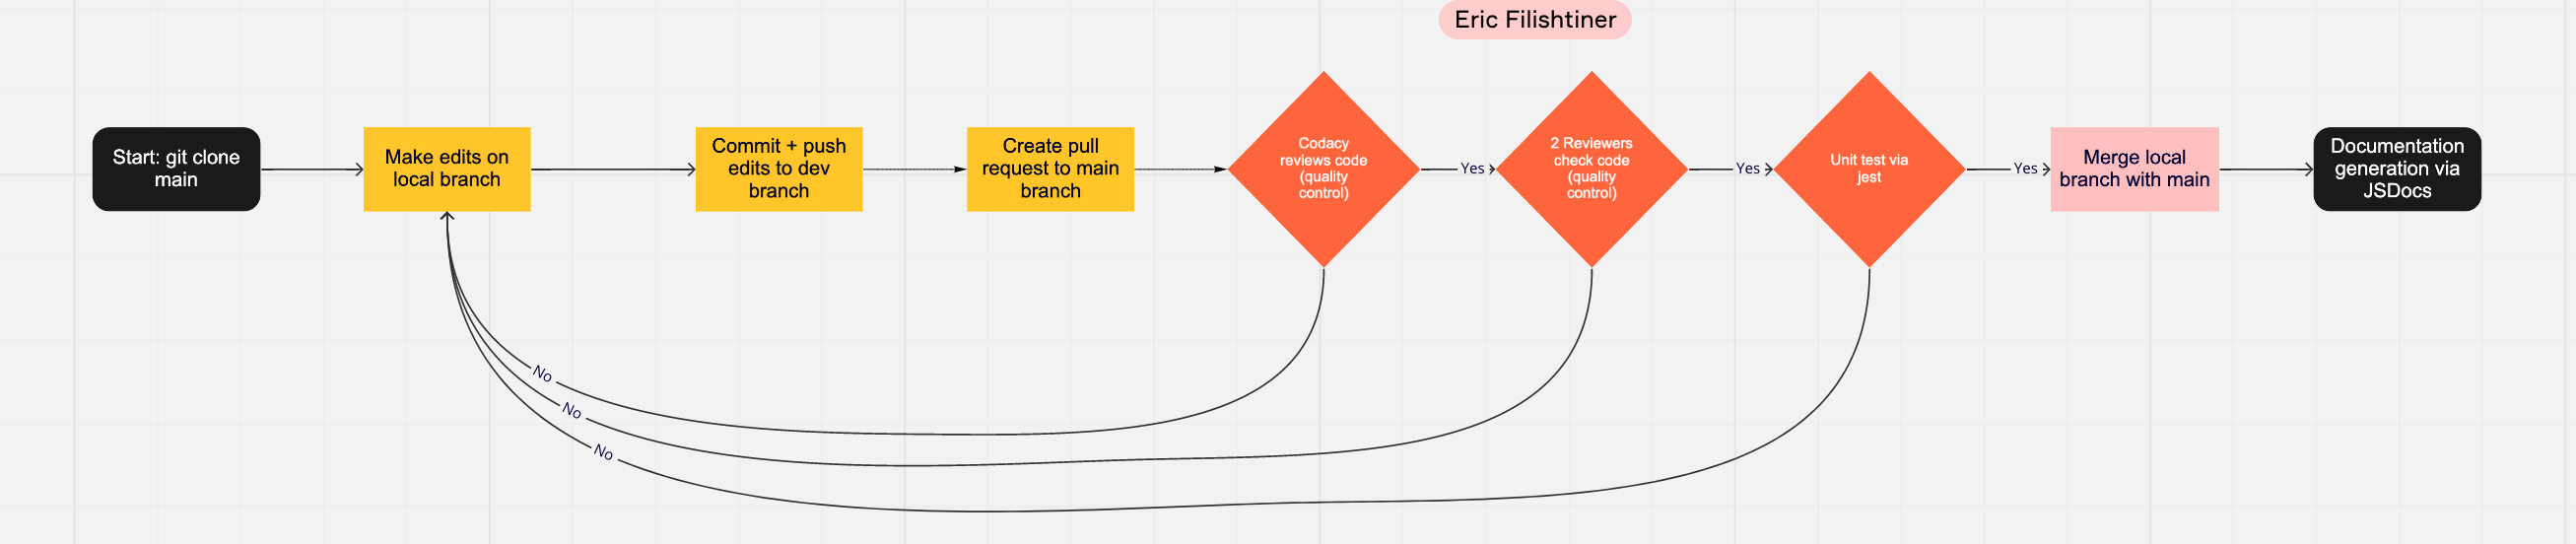 Eric Filishtiner
Start: git clone
main
Make edits on
local branch
Commit + push
edits to dev
branch
Create pull
request to main
branch
Codacy
reviews code
(quality
control)
Yes
2 Reviewers
check code
(quality
control)
Yes
Unit test via
jest
Yes
Merge local
branch with main
Documentation
generation via
JSDocs
No
No
No